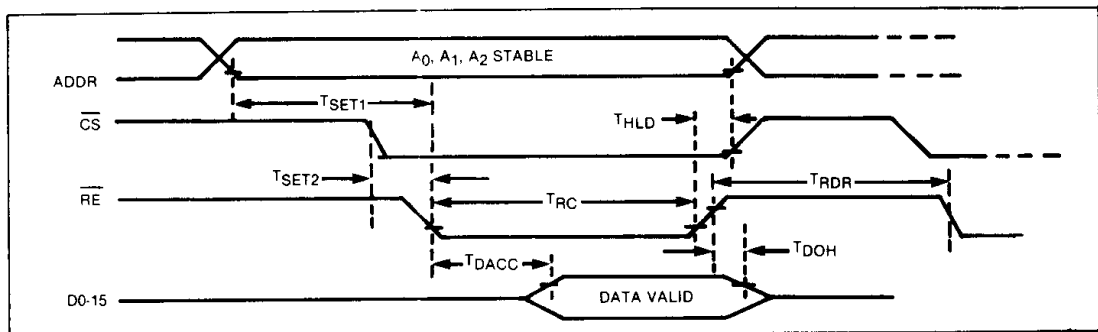 A0, A1, A2 STABLE
ADDR
TSET1
CS
THLD
TSET2
TRDR
RE
TRC
TDACC
TDOH
D0-15
DATA VALID